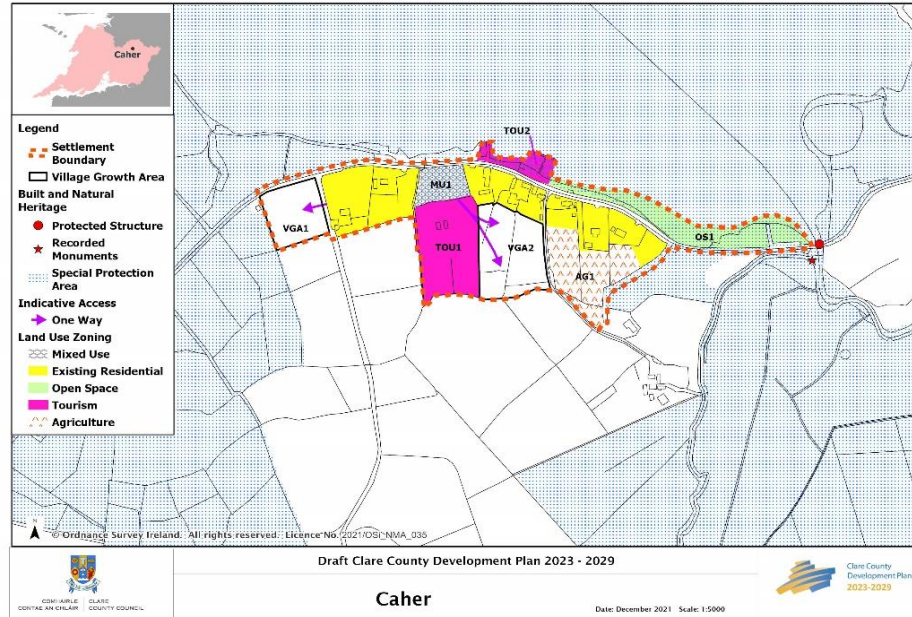 Caher
Legend
Settlement
Boundary
Village Growth Area
Built and Natural
Heritage
Protected Structure
Recorded
Monuments
Special Protection
Area
Indicative Access
One Way
Land Use Zoning
Mixed Use
Existing Residential
Open Space
Tourism
Agriculture
TOU2
MU1
VGA1
TOU1
VGA2
OS1
AG1
N
© Ordnance Survey Ireland. All rights reserved. Licence No. 2021/OSi_NMA_035
COMHAIRLE
CONTAE AN CHLÁIR
CLARE
COUNTY COUNCIL
Draft Clare County Development Plan 2023 - 2029
Caher
Date: December 2021 Scale: 1:5000
Clare County
Development Plan
2023-2029